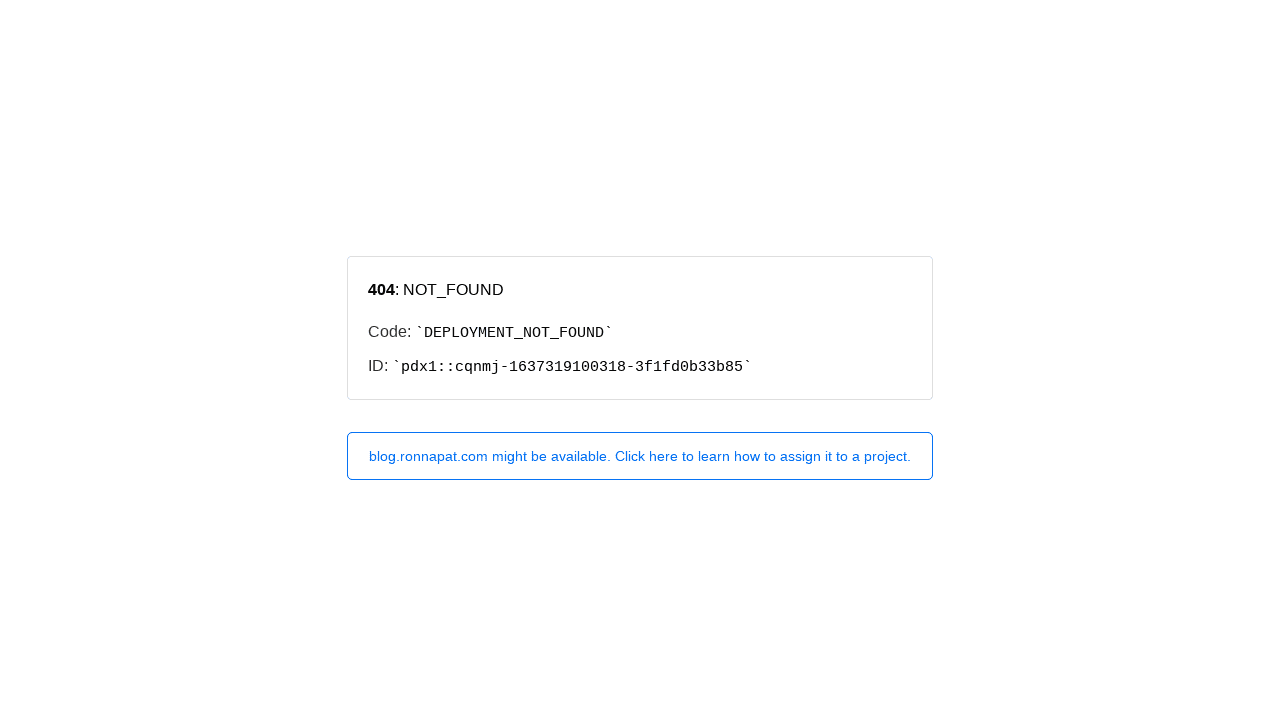 404: NOT_FOUND
Code: `DEPLOYMENT_NOT_FOUND`
ID: `pdx1::cqnmj-1637319100318-3f1fd0b33b85`
blog.ronnapat.com might be available. Click here to learn how to assign it to a project.